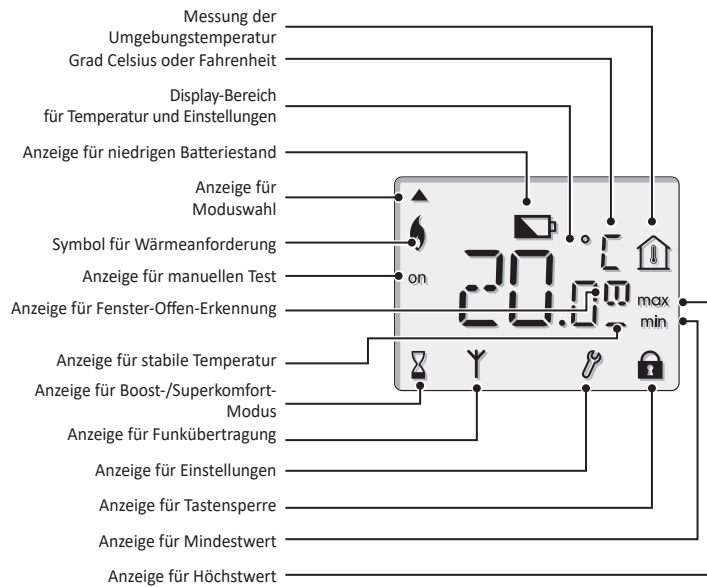 Messung der
Umgebungstemperatur
Grad Celsius oder Fahrenheit
Display-Bereich
für Temperatur und Einstellungen
Anzeige für niedrigen Batteriestand
Anzeige für
Moduswahl
Symbol für Wärmeanforderung
Anzeige für manuellen Test
Anzeige für Fenster-Offen-Erkennung
Anzeige für stabile Temperatur
Anzeige für Boost-/Superkomfort-
Modus
Anzeige für Funkübertragung
Anzeige für Einstellungen
Anzeige für Tastensperre
Anzeige für Mindestwert
Anzeige für Höchstwert
° C
on
20.0
max
min